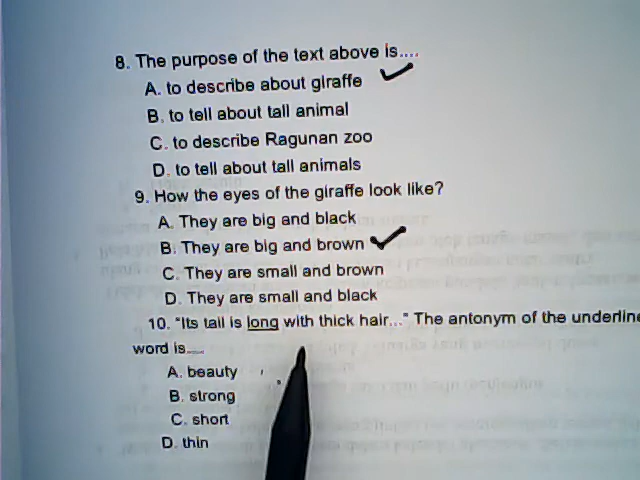 8. The purpose of the text above is....
A. to describe about giraffe
B. to tell about tall animal
C. to describe Ragunan zoo
D. to tell about tall animals
9. How the eyes of the giraffe look like?
A. They are big and black
B. They are big and brown
C. They are small and brown
D. They are small and black
10. “Its tail is long with thick hair...” The antonym of the underline
word is.....
A. beauty
B. strong
C. short
D. thin